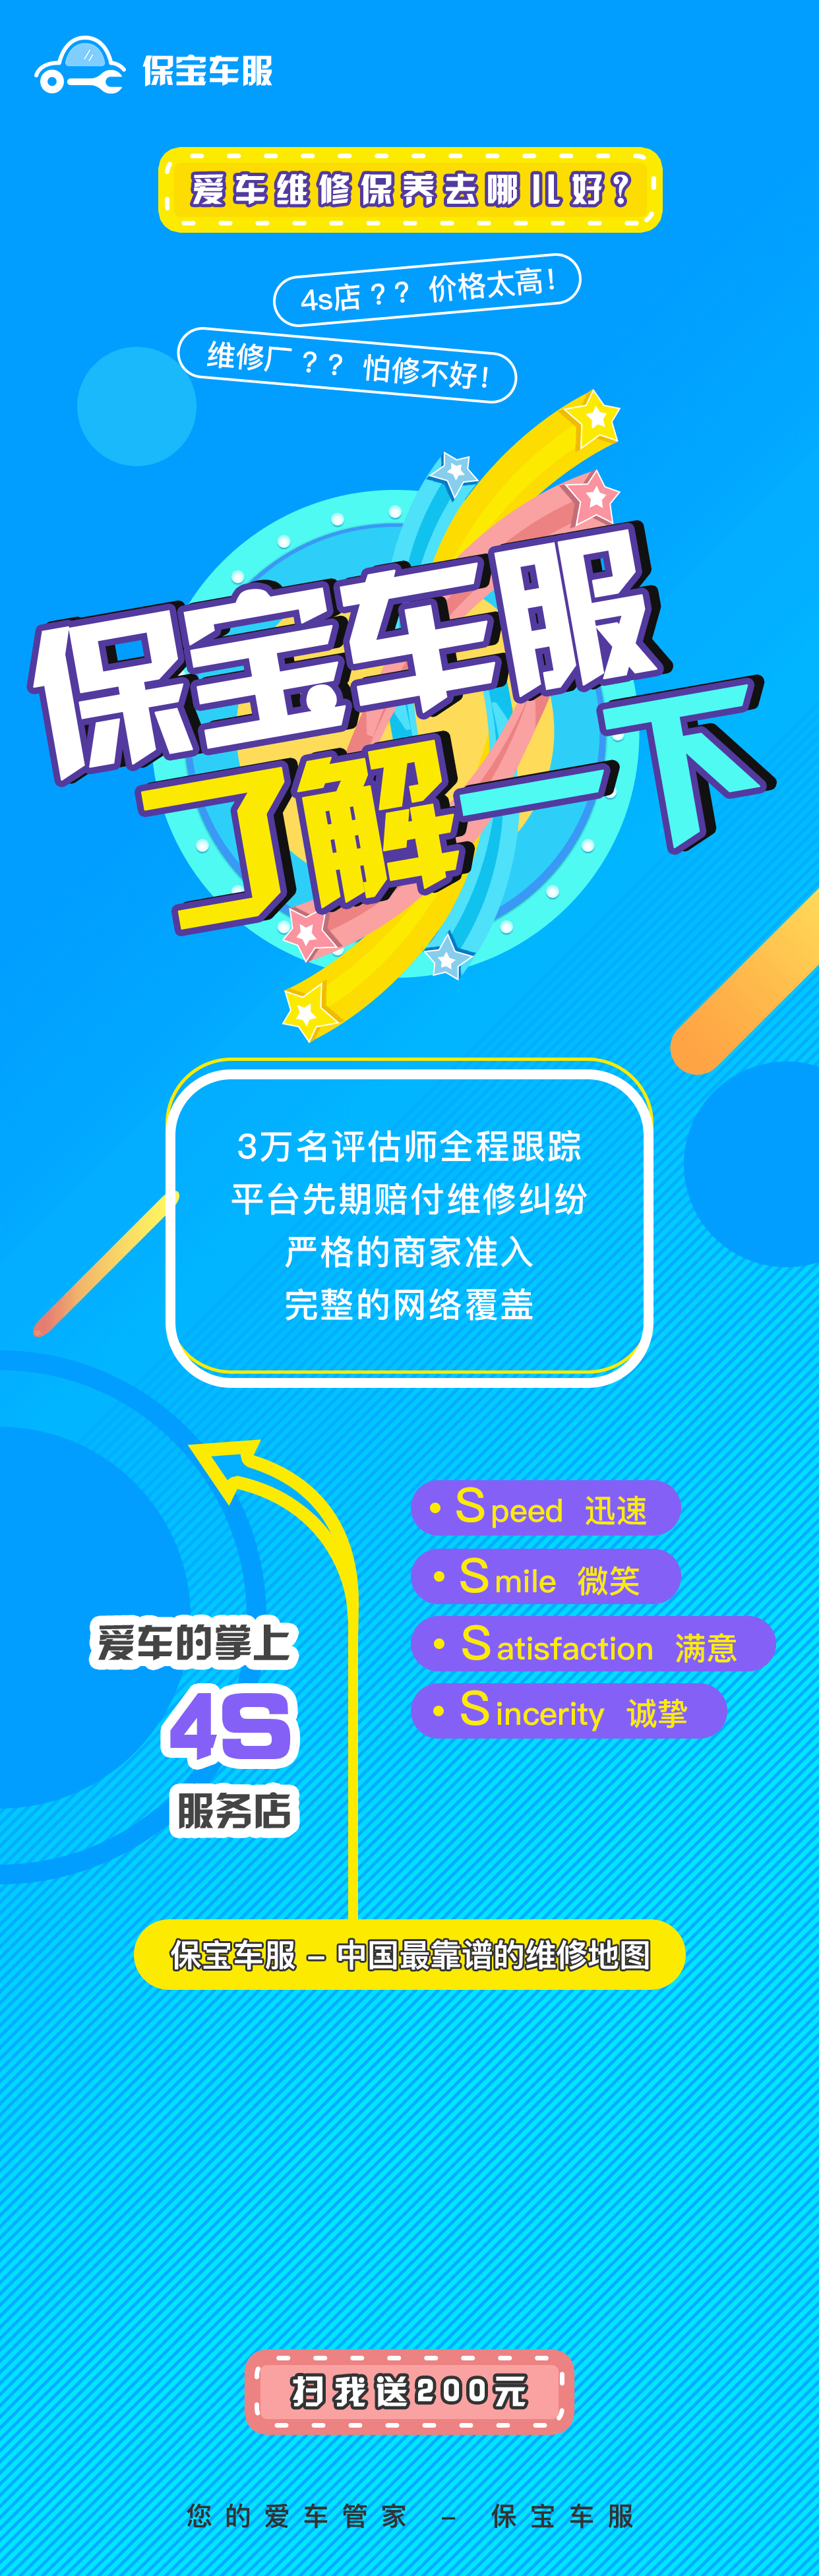 保宝车服
爱车维修保养去哪儿好?
4s店？？ 价格太高!
维修厂？？ 怕修不好!
保宝车服
了解一下
3万名评估师全程跟踪
平台先期赔付维修纠纷
严格的商家准入
完整的网络覆盖
• Speed 迅速
• Smile 微笑
• Satisfaction 满意
• Sincerity 诚挚
爱车的掌上
4S
服务店
保宝车服 – 中国最靠谱的维修地图
扫我送200元
您的爱车管家 – 保宝车服